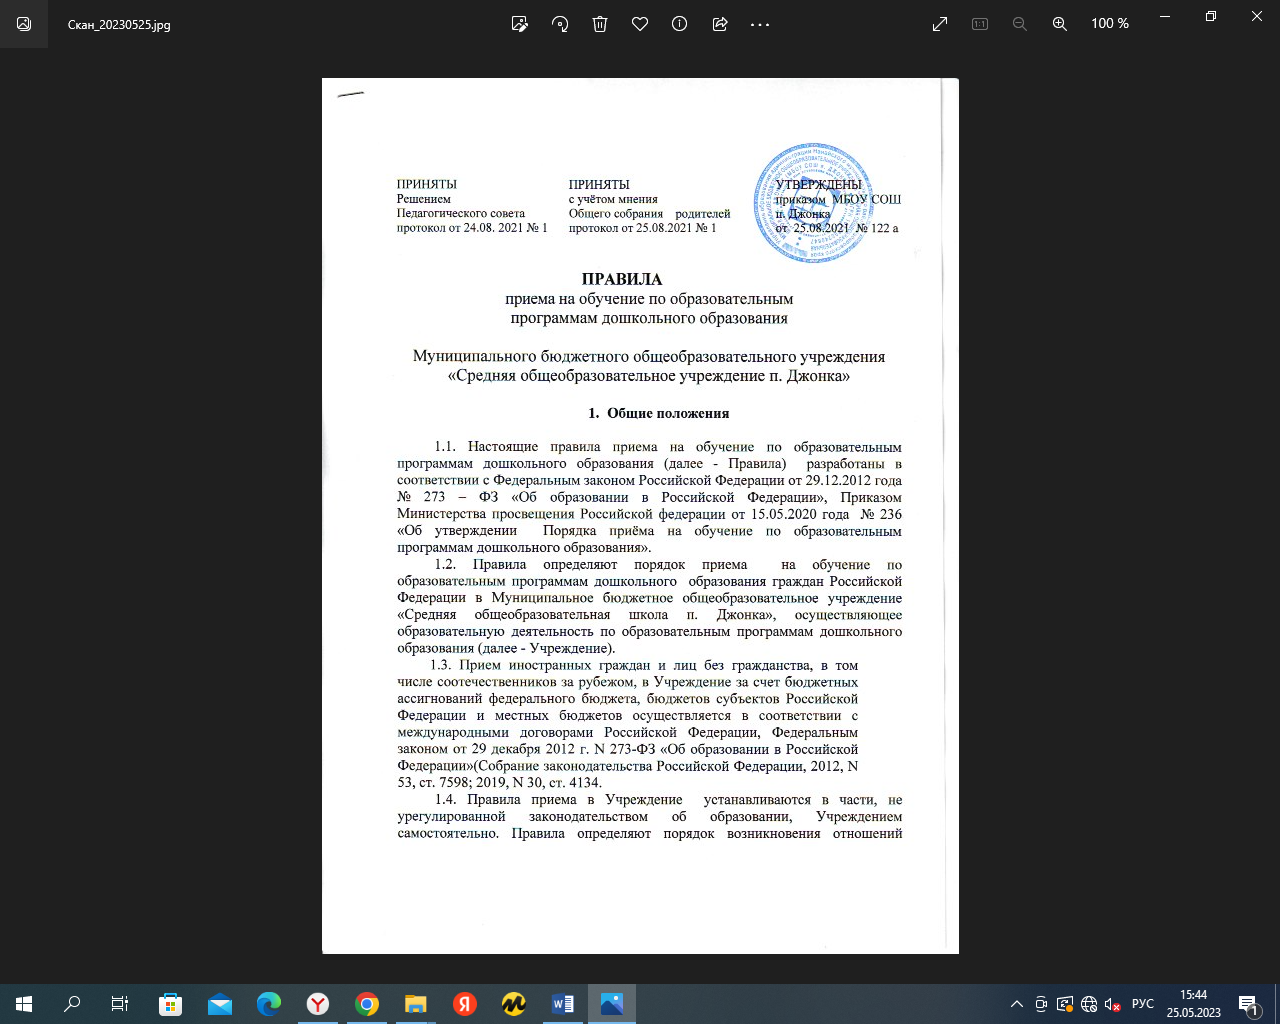 Скан_20230525.jpg
100 %
ПРИНЯТЫ
Решением
Педагогического совета
протокол от 24.08. 2021 № 1
ПРИНЯТЫ
с учётом мнения
Общего собрания родителей
протокол от 25.08.2021 № 1
УТВЕРЖДЕНЫ
приказом МБОУ СОШ
п. Джонка
от 25.08.2021 № 122 а
ПРАВИЛА
приема на обучение по образовательным
программам дошкольного образования
Муниципального бюджетного общеобразовательного учреждения
«Средняя общеобразовательное учреждение п. Джонка»
1. Общие положения
1.1. Настоящие правила приема на обучение по образовательным
программам дошкольного образования (далее - Правила) разработаны в
соответствии с Федеральным законом Российской Федерации от 29.12.2012 года
№ 273 – ФЗ «Об образовании в Российской Федерации», Приказом
Министерства просвещения Российской федерации от 15.05.2020 года № 236
«Об утверждении Порядка приёма на обучение по образовательным
программам дошкольного образования».
1.2. Правила определяют порядок приема на обучение по
образовательным программам дошкольного образования граждан Российской
Федерации в Муниципальное бюджетное общеобразовательное учреждение
«Средняя общеобразовательная школа п. Джонка», осуществляющее
образовательную деятельность по образовательным программам дошкольного
образования (далее - Учреждение).
1.3. Прием иностранных граждан и лиц без гражданства, в том
числе соотечественников за рубежом, в Учреждение за счет бюджетных
ассигнований федерального бюджета, бюджетов субъектов Российской
Федерации и местных бюджетов осуществляется в соответствии с
международными договорами Российской Федерации, Федеральным
законом от 29 декабря 2012 г. N 273-ФЗ «Об образовании в Российской
Федерации»(Собрание законодательства Российской Федерации, 2012, N
53, ст. 7598; 2019, N 30, ст. 4134.
1.4. Правила приема в Учреждение устанавливаются в части, не
урегулированной законодательством об образовании, Учреждением
самостоятельно. Правила определяют порядок возникновения отношений
РУС
15:44
25.05.2023
1